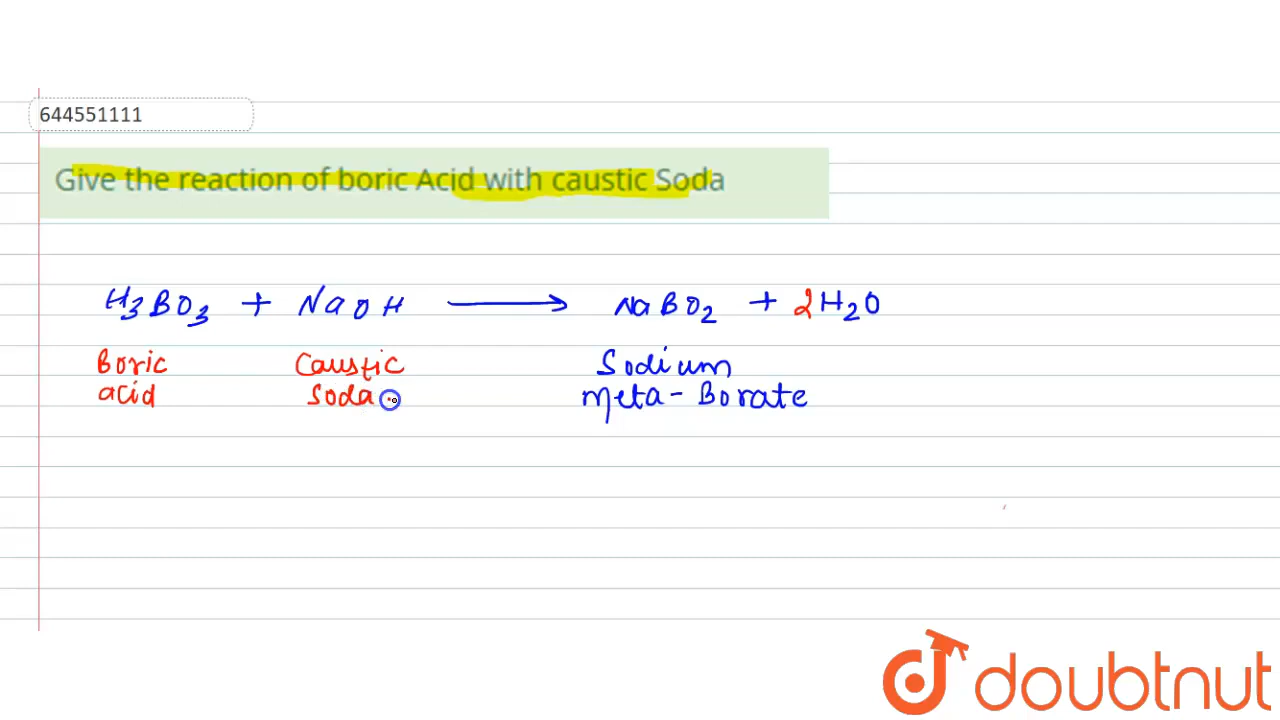 644551111
Give the reaction of boric Acid with caustic Soda
H3BO3 + NaOH ⟶ NaBO2 + 2H2O
Boric Caustic Sodium
acid Soda meta-Borate
doubtnut